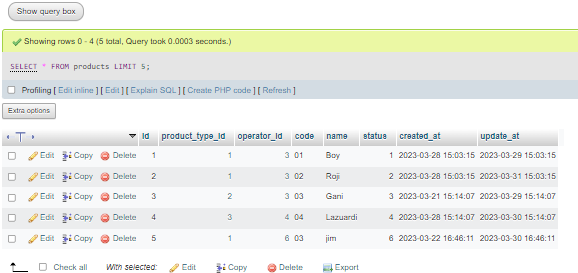 Show query box
Showing rows 0 - 4 (5 total, Query took 0.0003 seconds.)
SELECT * FROM products LIMIT 5;
Profiling [ Edit inline ] [ Edit ] [ Explain SQL ] [ Create PHP code ] [ Refresh ]
Extra options
id product_type_id operator_id code name status created_at update_at
Edit Copy Delete 1 1 3 01 Boy 1 2023-03-28 15:03:15 2023-03-29 15:03:15
Edit Copy Delete 2 1 3 02 Roji 2 2023-03-28 15:03:15 2023-03-31 15:03:15
Edit Copy Delete 3 2 3 03 Gani 3 2023-03-21 15:14:07 2023-03-29 15:14:07
Edit Copy Delete 4 3 4 04 Lazuardi 4 2023-03-28 15:14:07 2023-03-30 15:14:07
Edit Copy Delete 5 1 6 03 jim 6 2023-03-22 16:46:11 2023-03-30 16:46:11
Check all With selected: Edit Copy Delete Export